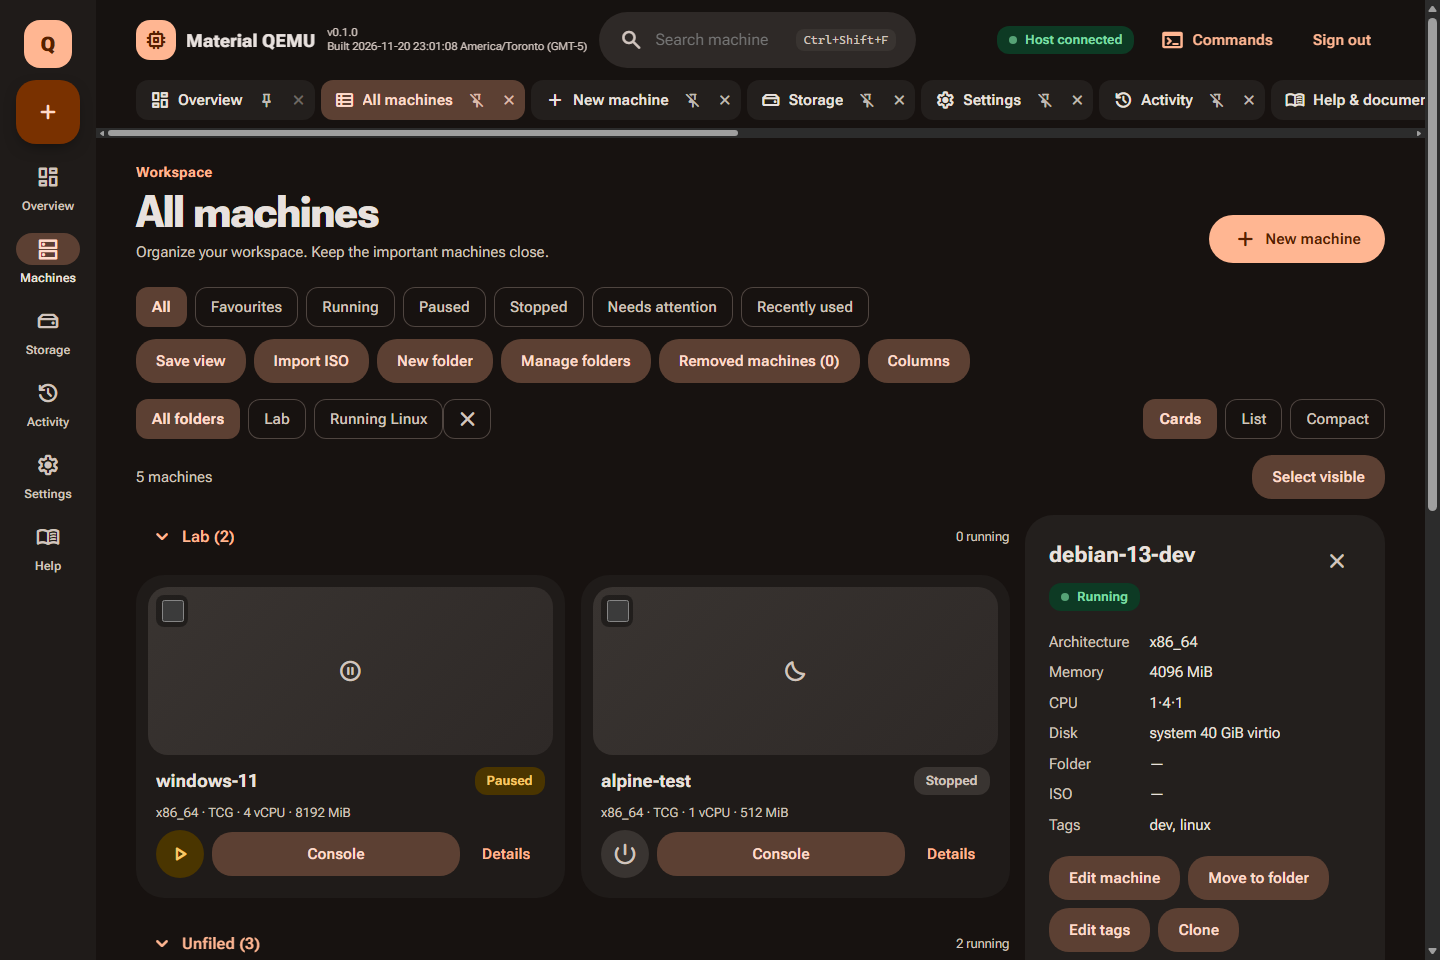 Q
Material QEMU
v0.1.0
Built 2026-11-20 23:01:08 America/Toronto (GMT-5)
Search machine
Ctrl+Shift+F
Host connected
Commands
Sign out
Overview
All machines
New machine
Storage
Settings
Activity
Help & documen
Overview
Machines
Storage
Activity
Settings
Help
Workspace
All machines
Organize your workspace. Keep the important machines close.
New machine
All
Favourites
Running
Paused
Stopped
Needs attention
Recently used
Save view
Import ISO
New folder
Manage folders
Removed machines (0)
Columns
All folders
Lab
Running Linux
Cards
List
Compact
5 machines
Select visible
Lab (2)
0 running
windows-11
Paused
x86_64 · TCG · 4 vCPU · 8192 MiB
Console
Details
alpine-test
Stopped
x86_64 · TCG · 1 vCPU · 512 MiB
Console
Details
Unfiled (3)
2 running
debian-13-dev
Running
Architecture x86_64
Memory 4096 MiB
CPU 1·4·1
Disk system 40 GiB virtio
Folder —
ISO —
Tags dev, linux
Edit machine
Move to folder
Edit tags
Clone